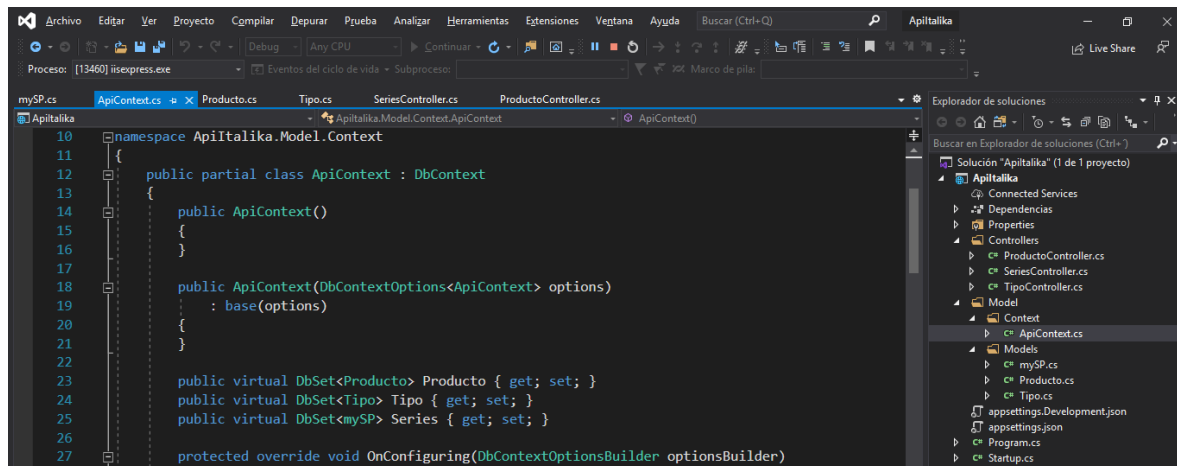 Archivo Editar Ver Proyecto Compilar Depurar Prueba Analizar Herramientas Extensiones Ventana Ayuda Buscar (Ctrl+Q) ApiItalika
Debug Any CPU Continuar Live Share
Proceso: [13460] iisexpress.exe Eventos del ciclo de vida Subproceso: Marco de pila:
mySP.cs ApiContext.cs Producto.cs Tipo.cs SeriesController.cs ProductoController.cs
ApiItalika ApiItalika.Model.Context.ApiContext ApiContext()
10 namespace ApiItalika.Model.Context
11 {
12 public partial class ApiContext : DbContext
13 {
14 public ApiContext()
15 {
16 }
17
18 public ApiContext(DbContextOptions<ApiContext> options)
19 : base(options)
20 {
21 }
22
23 public virtual DbSet<Producto> Producto { get; set; }
24 public virtual DbSet<Tipo> Tipo { get; set; }
25 public virtual DbSet<mySP> Series { get; set; }
26
27 protected override void OnConfiguring(DbContextOptionsBuilder optionsBuilder)
Explorador de soluciones
Buscar en Explorador de soluciones (Ctrl+´)
Solución "ApiItalika" (1 de 1 proyecto)
ApiItalika
Connected Services
Dependencias
Properties
Controllers
C# ProductoController.cs
C# SeriesController.cs
C# TipoController.cs
Model
Context
C# ApiContext.cs
Models
C# mySP.cs
C# Producto.cs
C# Tipo.cs
appsettings.Development.json
appsettings.json
C# Program.cs
C# Startup.cs